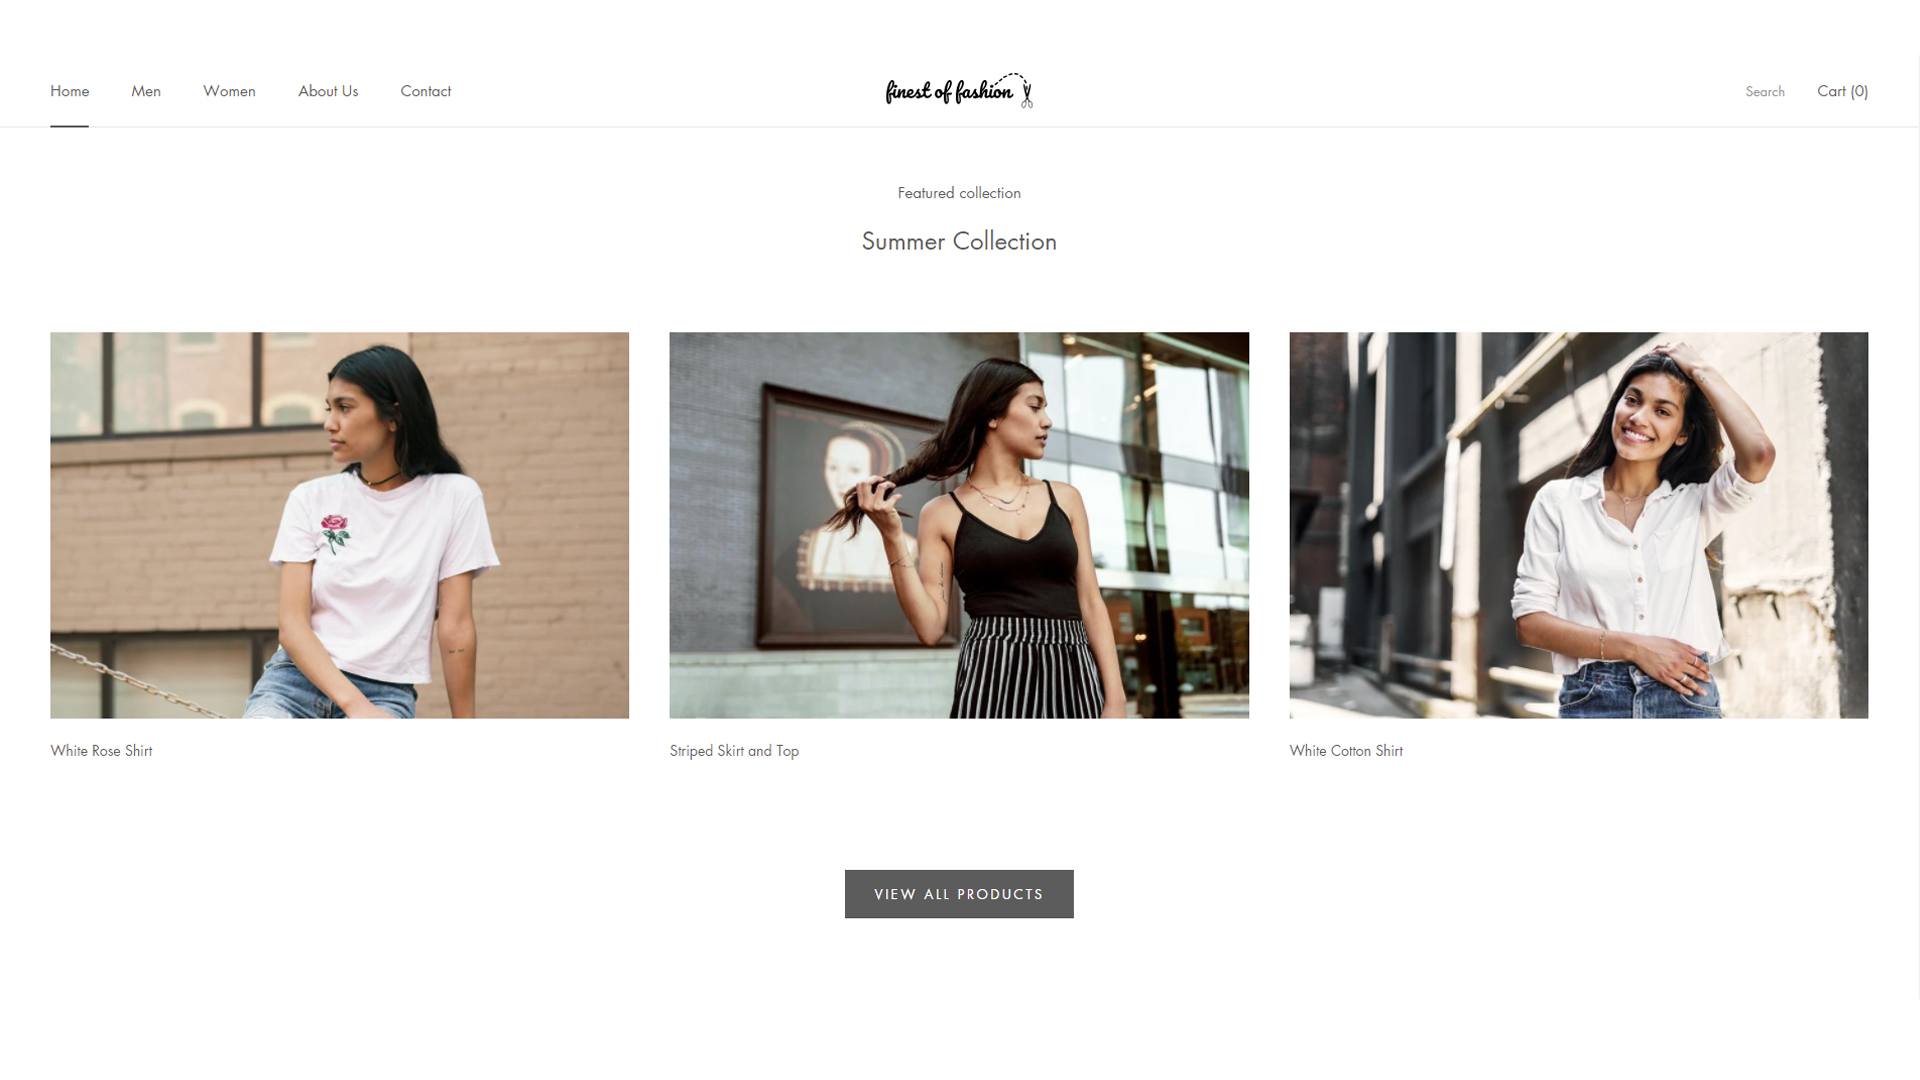 Home Men Women About Us Contact finest of fashion Search Cart (0)
Featured collection
Summer Collection
White Rose Shirt
Striped Skirt and Top
White Cotton Shirt
VIEW ALL PRODUCTS